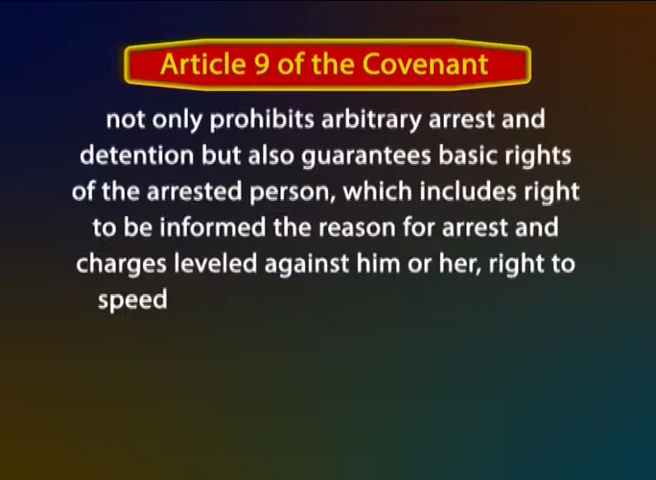 Article 9 of the Covenant
not only prohibits arbitrary arrest and
detention but also guarantees basic rights
of the arrested person, which includes right
to be informed the reason for arrest and
charges leveled against him or her, right to
speed